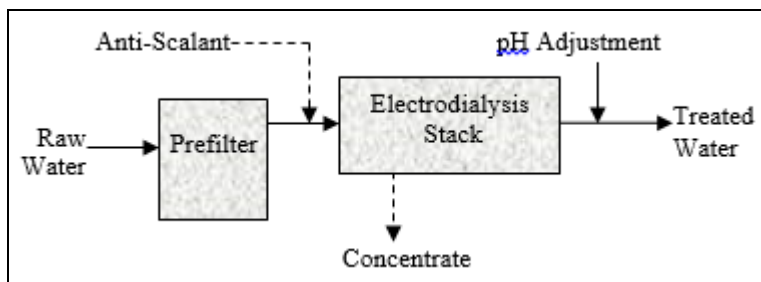 Anti-Scalant
pH Adjustment
Raw
Water
Prefilter
Electrodialysis
Stack
Treated
Water
Concentrate